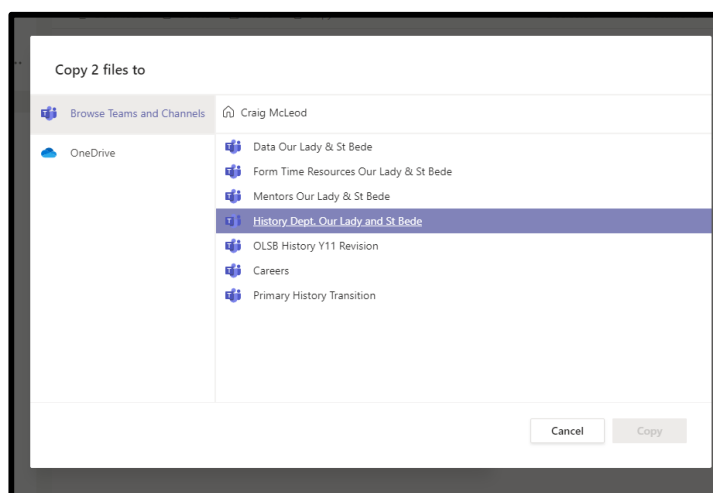 Copy 2 files to
Browse Teams and Channels
Craig McLeod
OneDrive
Data Our Lady & St Bede
Form Time Resources Our Lady & St Bede
Mentors Our Lady & St Bede
History Dept. Our Lady and St Bede
OLSB History Y11 Revision
Careers
Primary History Transition
Cancel
Copy